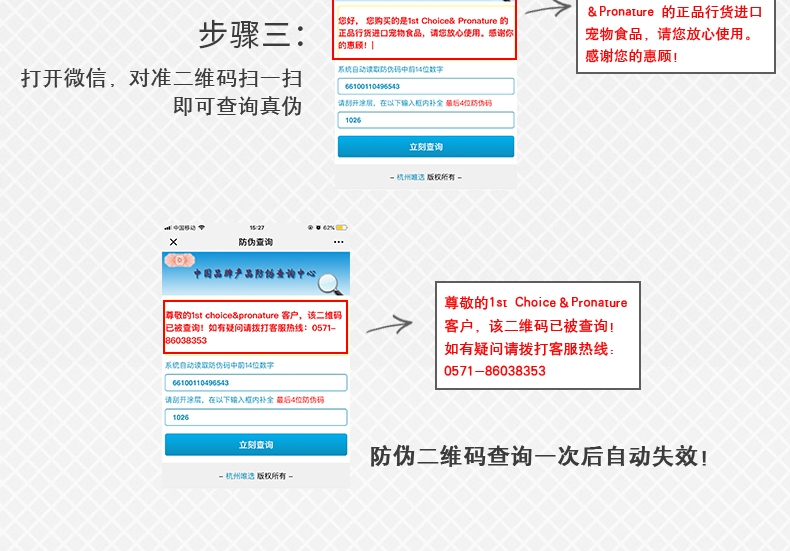 步骤三：
打开微信，对准二维码扫一扫
即可查询真伪
您好， 您购买的是1st Choice& Pronature 的
正品行货进口宠物食品，请您放心使用。感谢你
的惠顾！|
系统自动读取防伪码中前14位数字
66100110496543
请刮开涂层，在以下输入框内补全 最后4位防伪码
1026
立刻查询
– 杭州唯选 版权所有 –
&Pronature 的正品行货进口
宠物食品，请您放心使用。
感谢您的惠顾！
中国移动 15:27 62%
防伪查询
中国品牌产品防伪查询中心
尊敬的1st choice&pronature 客户，该二维码
已被查询！如有疑问请拨打客服热线：0571-
86038353
系统自动读取防伪码中前14位数字
66100110496543
请刮开涂层，在以下输入框内补全 最后4位防伪码
1026
立刻查询
– 杭州唯选 版权所有 –
尊敬的1st Choice＆Pronature
客户，该二维码已被查询！
如有疑问请拨打客服热线：
0571-86038353
防伪二维码查询一次后自动失效！